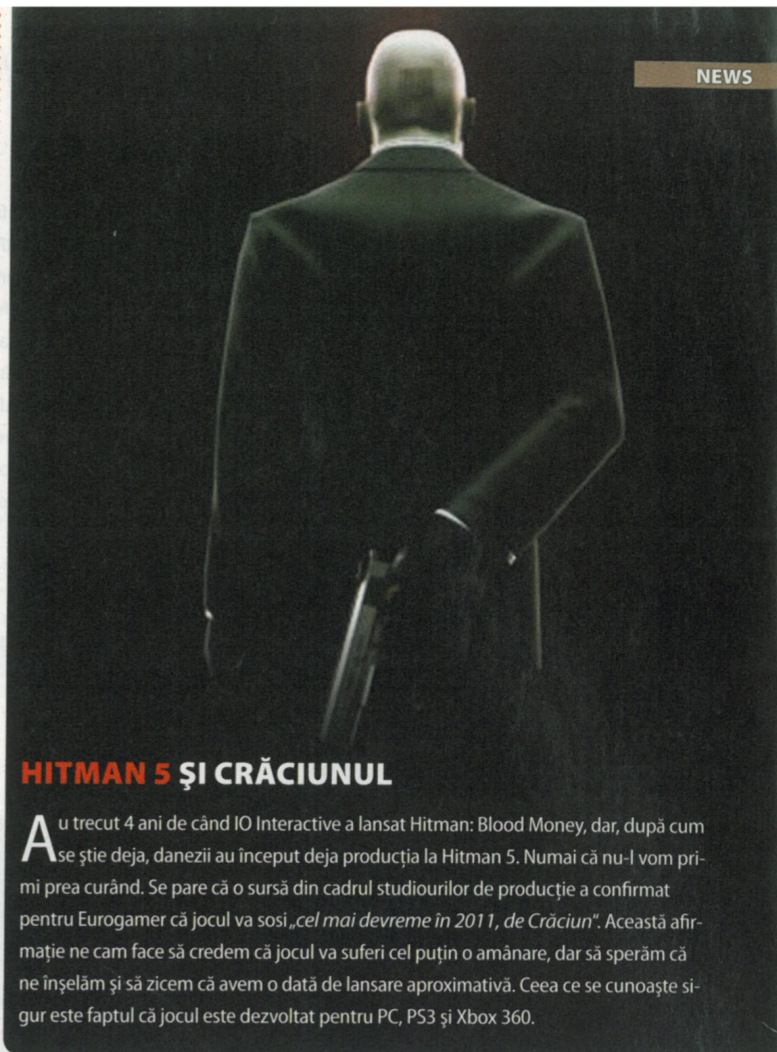 NEWS
HITMAN 5 ŞI CRĂCIUNUL
Au trecut 4 ani de când IO Interactive a lansat Hitman: Blood Money, dar, după cum
se ştie deja, danezii au început deja producţia la Hitman 5. Numai că nu-l vom pri-
mi prea curând. Se pare că o sursă din cadrul studiourilor de producţie a confirmat
pentru Eurogamer că jocul va sosi „cel mai devreme în 2011, de Crăciun“. Această afir-
maţie ne cam face să credem că jocul va suferi cel puţin o amânare, dar să sperăm că
ne înşelăm şi să zicem că avem o dată de lansare aproximativă. Ceea ce se cunoaşte si-
gur este faptul că jocul este dezvoltat pentru PC, PS3 şi Xbox 360.